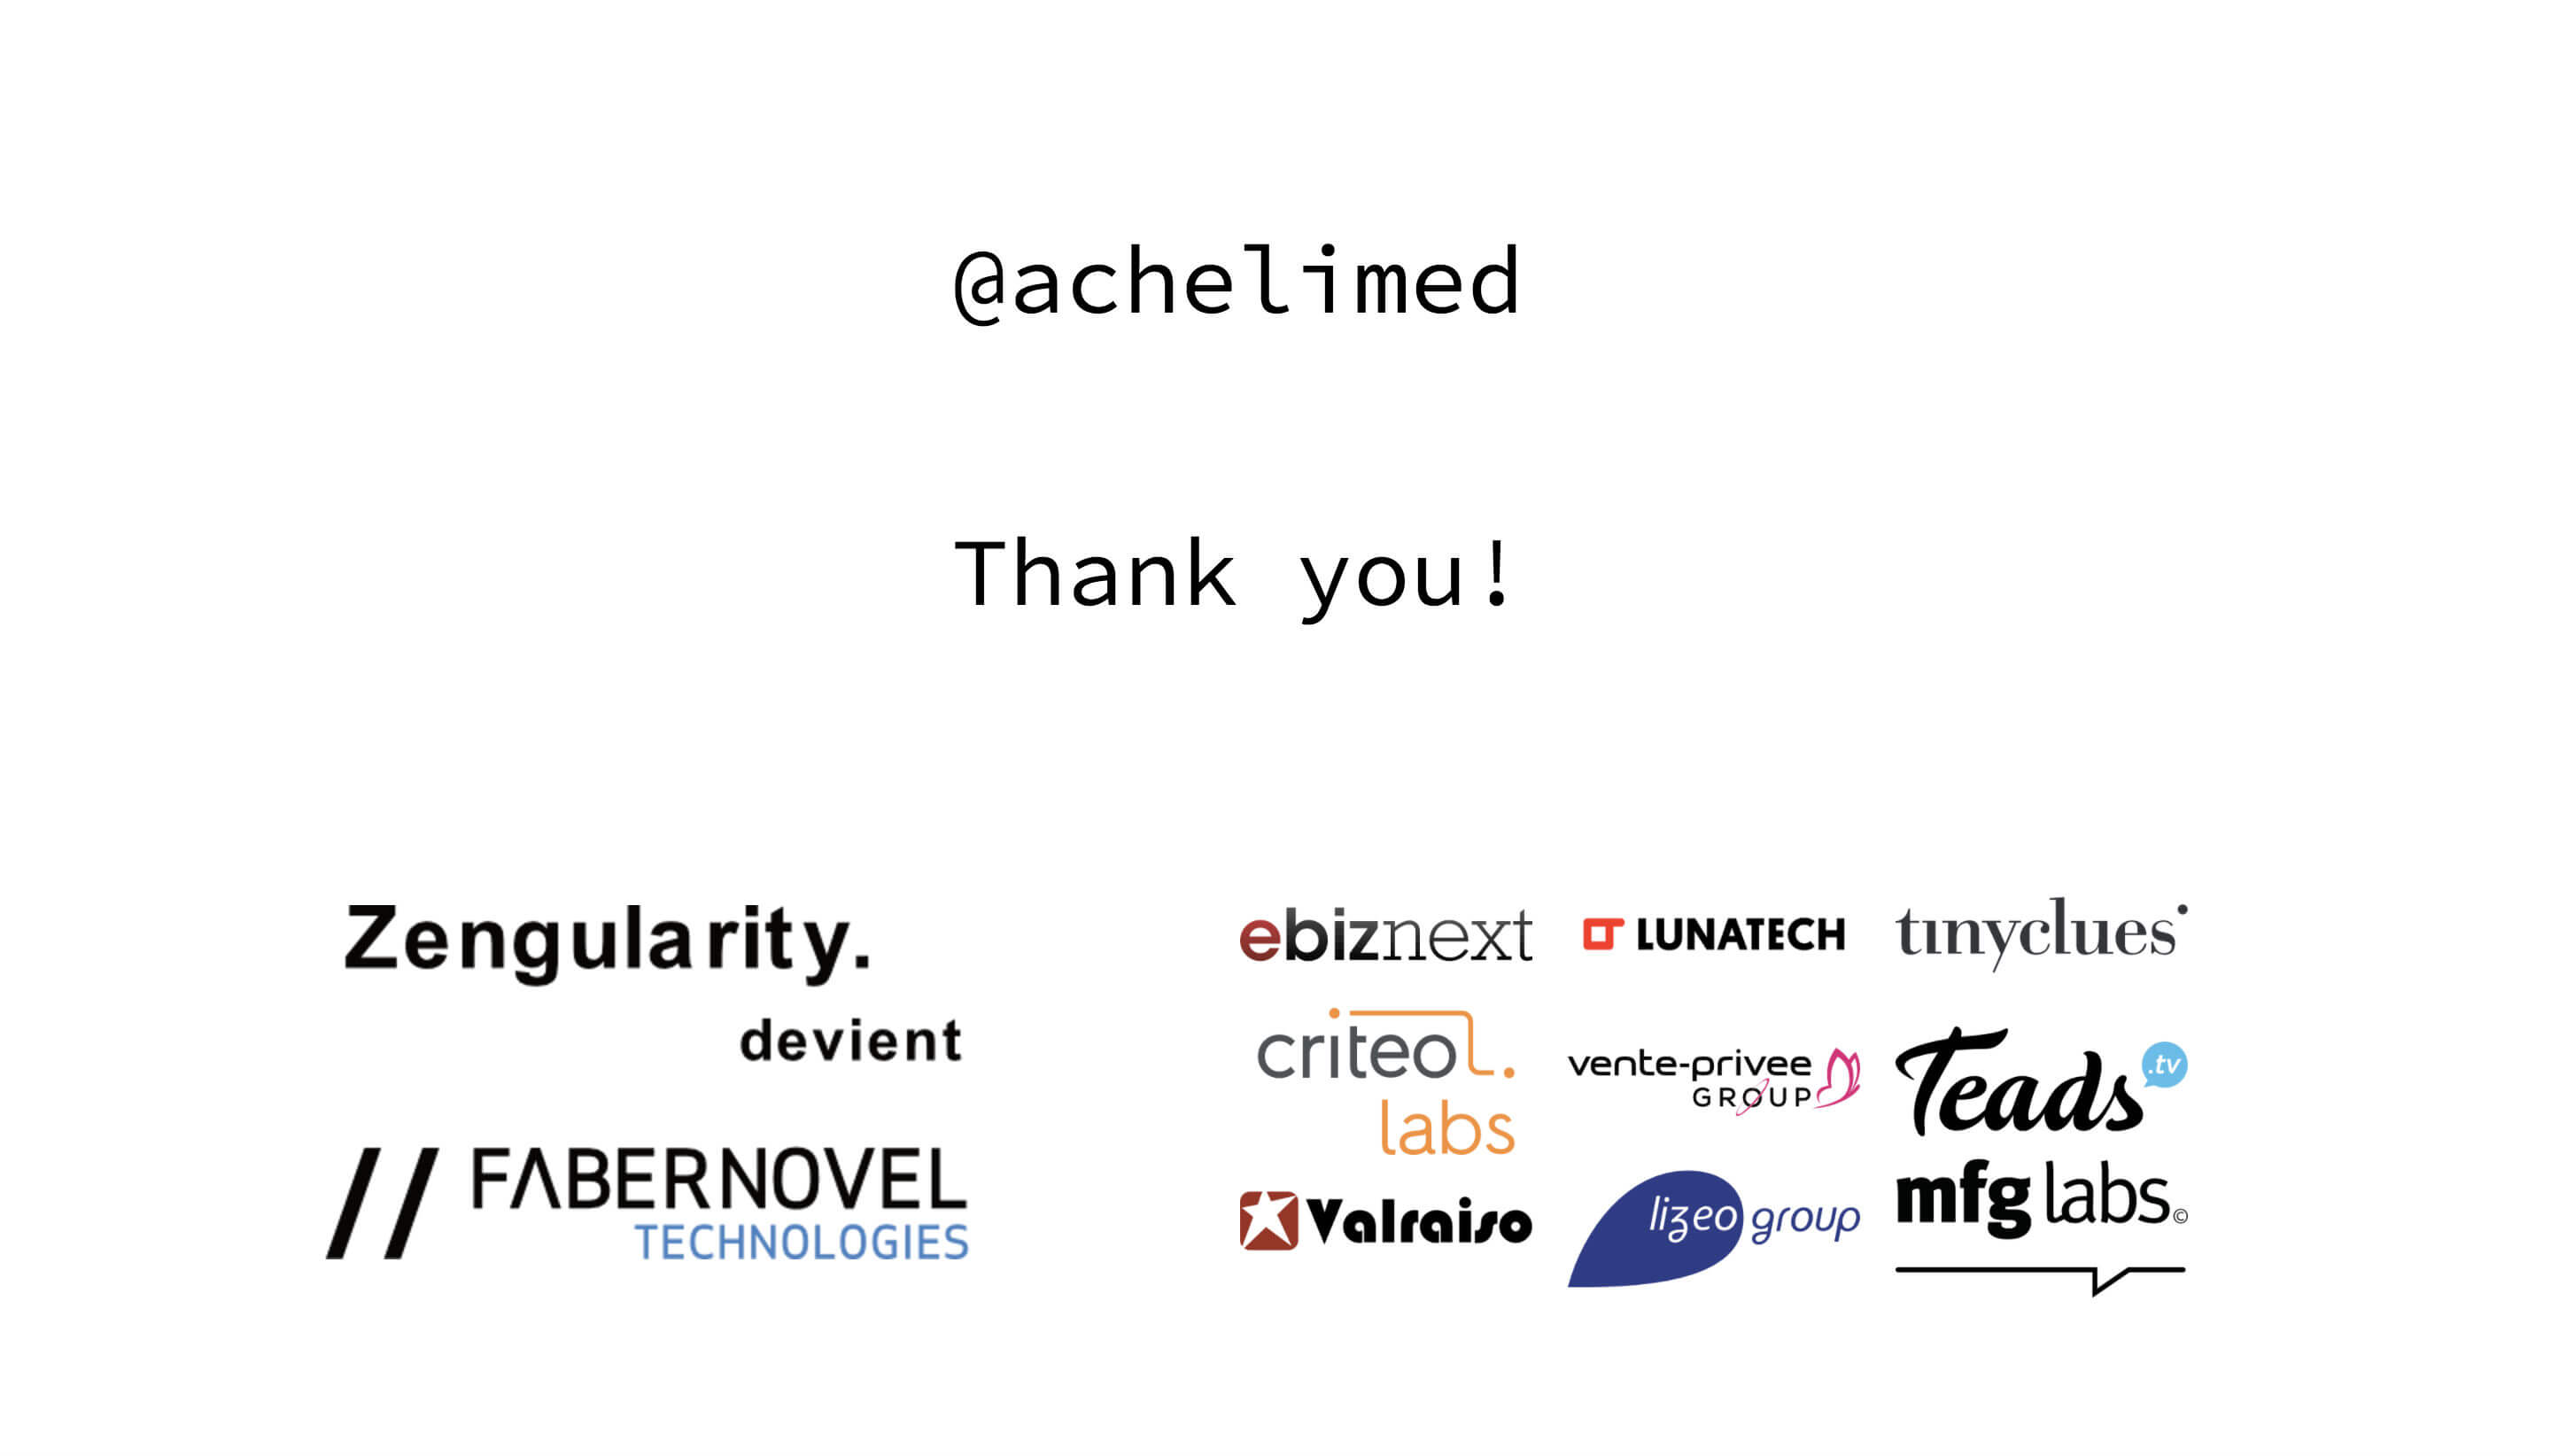 @achelimed
Thank you!
Zengularity.
devient
// FABERNOVEL
TECHNOLOGIES
ebiznext
LUNATECH
tinyclues
criteo
labs
vente-privee
GROUP
Teads .tv
Valraiso
lizeo group
mfg labs ©